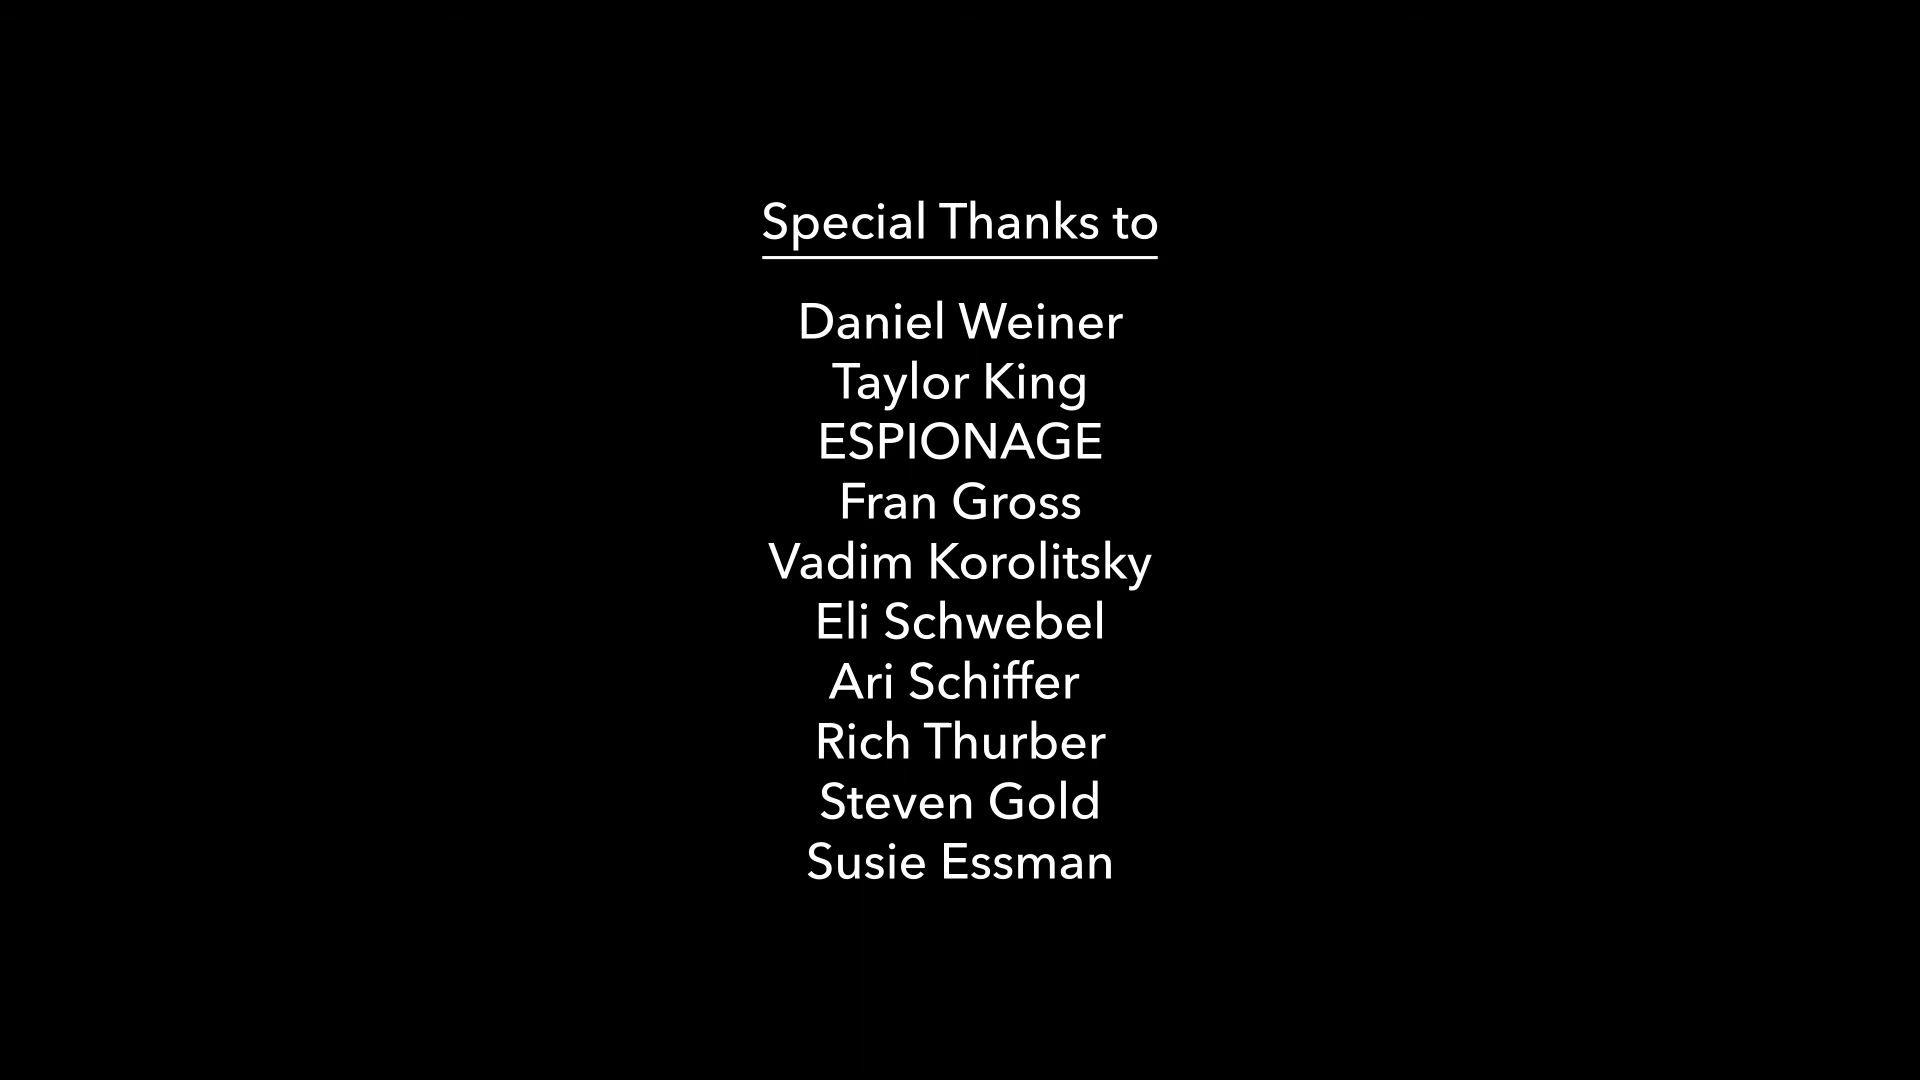 Special Thanks to
Daniel Weiner
Taylor King
ESPIONAGE
Fran Gross
Vadim Korolitsky
Eli Schwebel
Ari Schiffer
Rich Thurber
Steven Gold
Susie Essman